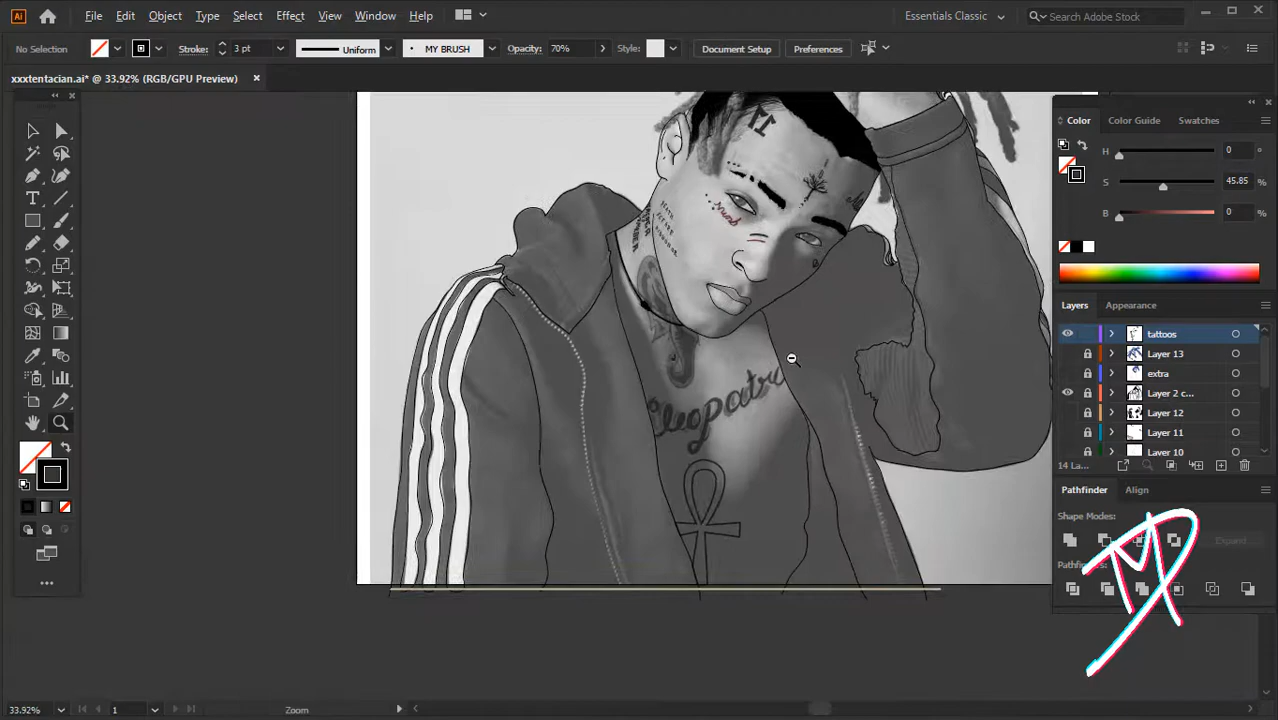 Ai File Edit Object Type Select Effect View Window Help Essentials Classic Search Adobe Stock
No Selection Stroke: 3 pt Uniform MY BRUSH Opacity: 70% Style: Document Setup Preferences
xxxtentacian.ai* @ 33.92% (RGB/GPU Preview)
Color Color Guide Swatches
H 0 °
S 45.85 %
B 0 %
Layers Appearance
tattoos
Layer 13
extra
Layer 2 c...
Layer 12
Layer 11
Layer 10
14 La...
Pathfinder Align
Shape Modes:
Expand
numb
Cleopatra
17
33.92% 1 Zoom